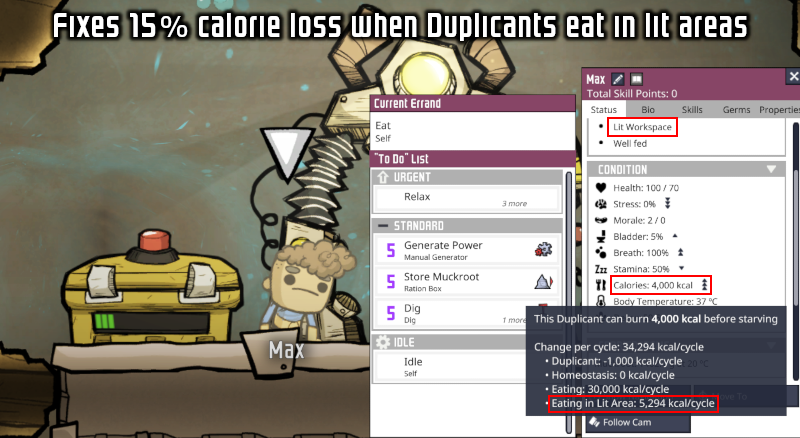 Fixes 15% calorie loss when Duplicants eat in lit areas
Max
Current Errand
Eat
Self
"To Do" List
URGENT
Relax
3 more
STANDARD
5 Generate Power
Manual Generator
5 Store Muckroot
Ration Box
5 Dig
Dig
1 more
IDLE
Idle
Self
Max
Total Skill Points: 0
Status Bio Skills Germs Properties
• Lit Workspace
• Well fed
CONDITION
Health: 100 / 70
Stress: 0%
Morale: 2 / 0
Bladder: 5%
Breath: 100%
Stamina: 50%
Calories: 4,000 kcal
Body Temperature: 37 °C
This Duplicant can burn 4,000 kcal before starving
Change per cycle: 34,294 kcal/cycle
• Duplicant: -1,000 kcal/cycle
• Homeostasis: 0 kcal/cycle
• Eating: 30,000 kcal/cycle
• Eating in Lit Area: 5,294 kcal/cycle
Follow Cam